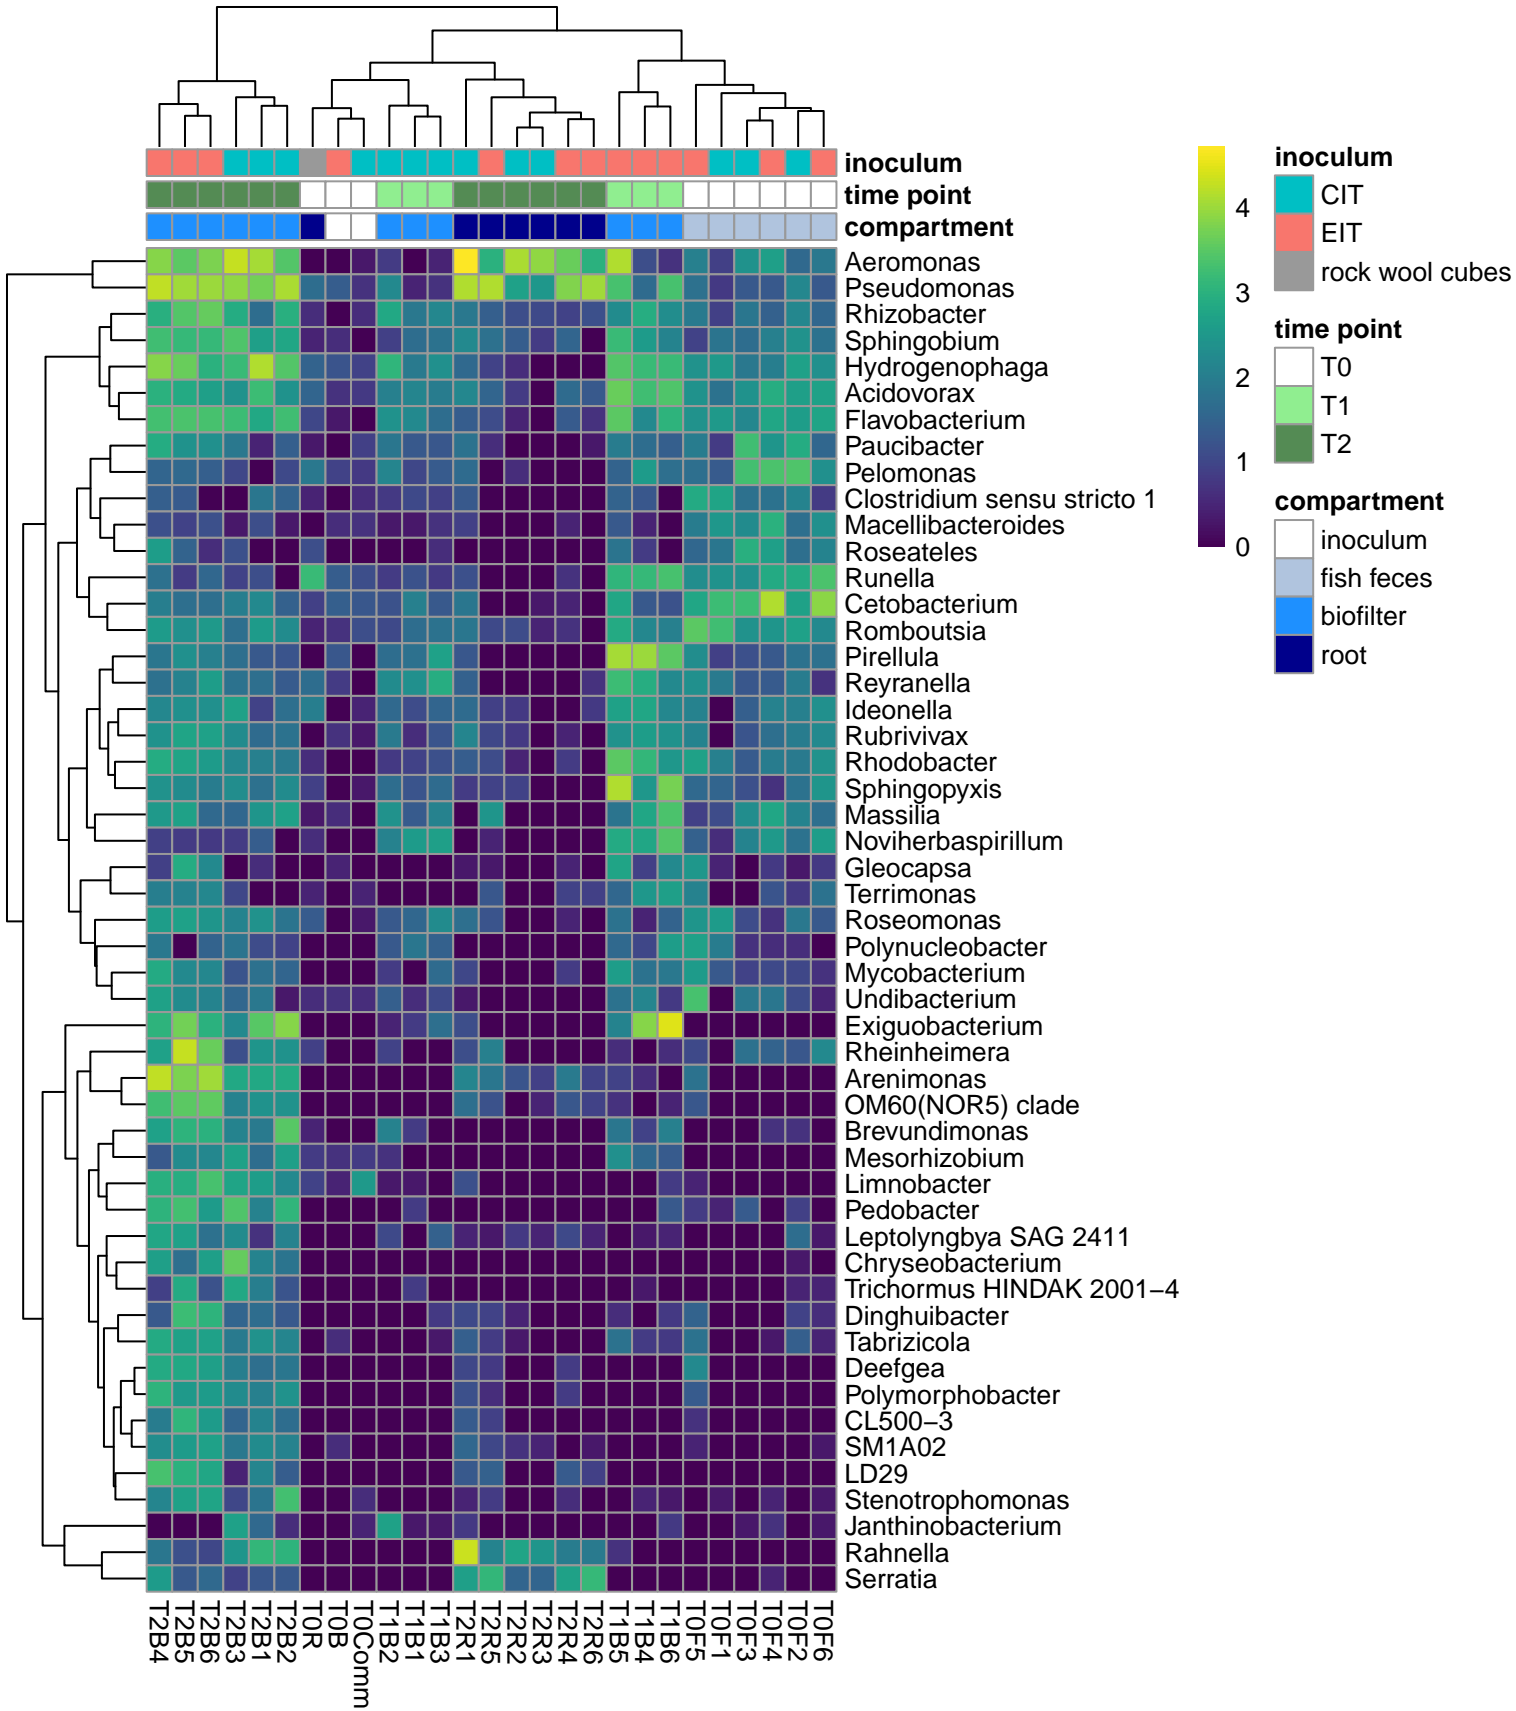 inoculum
time point
compartment
Aeromonas
Pseudomonas
Rhizobacter
Sphingobium
Hydrogenophaga
Acidovorax
Flavobacterium
Paucibacter
Pelomonas
Clostridium sensu stricto 1
Macellibacteroides
Roseateles
Runella
Cetobacterium
Romboutsia
Pirellula
Reyranella
Ideonella
Rubrivivax
Rhodobacter
Sphingopyxis
Massilia
Noviherbaspirillum
Gleocapsa
Terrimonas
Roseomonas
Polynucleobacter
Mycobacterium
Undibacterium
Exiguobacterium
Rheinheimera
Arenimonas
OM60(NOR5) clade
Brevundimonas
Mesorhizobium
Limnobacter
Pedobacter
Leptolyngbya SAG 2411
Chryseobacterium
Trichormus HINDAK 2001−4
Dinghuibacter
Tabrizicola
Deefgea
Polymorphobacter
CL500−3
SM1A02
LD29
Stenotrophomonas
Janthinobacterium
Rahnella
Serratia
T2B4
T2B5
T2B6
T2B3
T2B1
T2B2
T0R
T0B
T0Comm
T1B2
T1B1
T1B3
T2R1
T2R5
T2R2
T2R3
T2R4
T2R6
T1B5
T1B4
T1B6
T0F5
T0F1
T0F3
T0F4
T0F2
T0F6
4
3
2
1
0
inoculum
CIT
EIT
rock wool cubes
time point
T0
T1
T2
compartment
inoculum
fish feces
biofilter
root